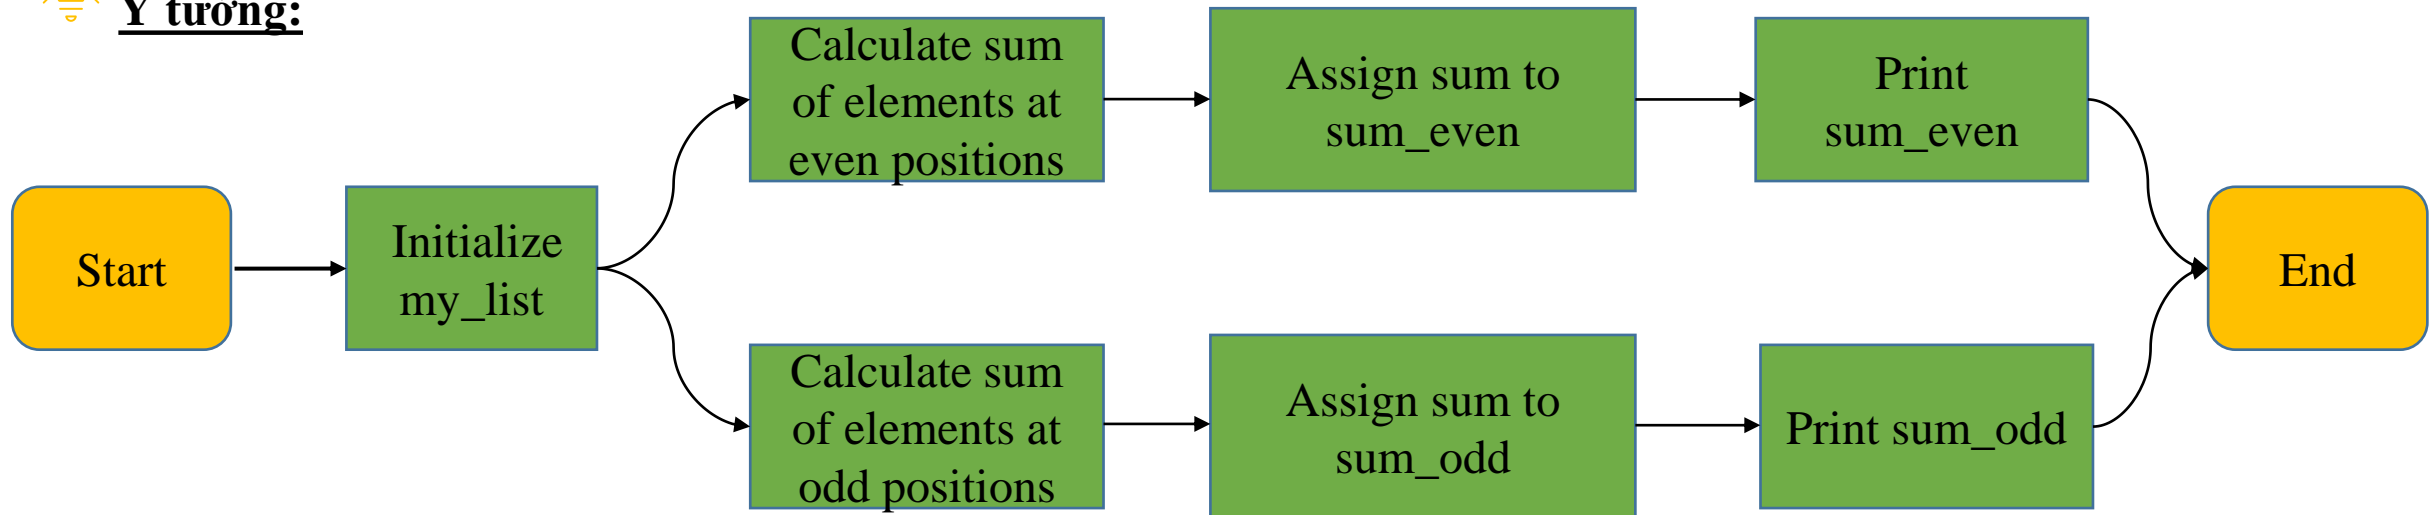 Ý tưởng:
Start
Initialize
my_list
Calculate sum
of elements at
even positions
Assign sum to
sum_even
Print
sum_even
Calculate sum
of elements at
odd positions
Assign sum to
sum_odd
Print sum_odd
End